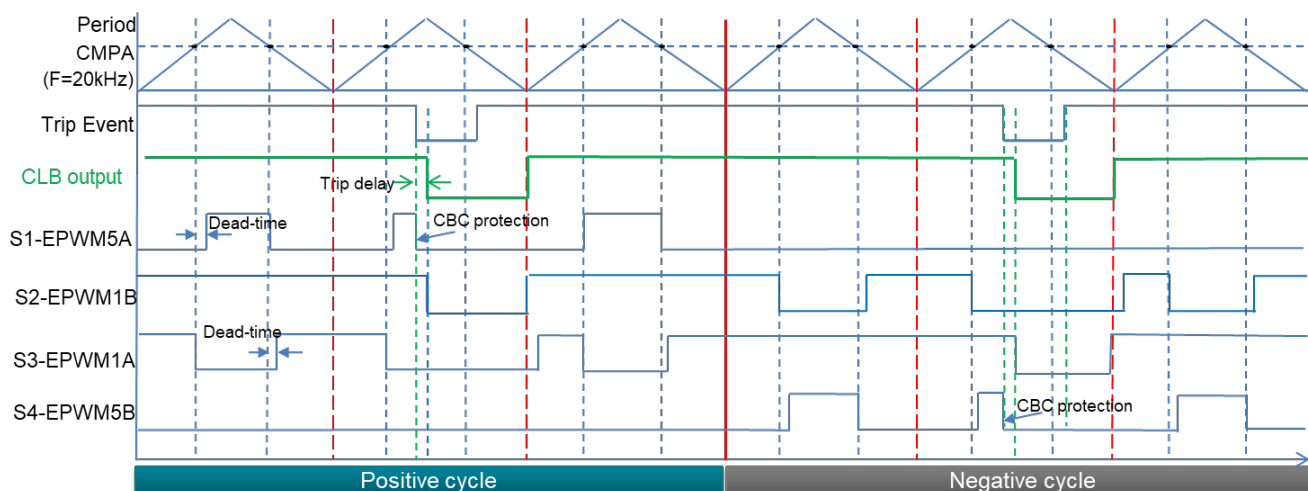 Period
CMPA
(F=20kHz)
Trip Event
CLB output
Trip delay
Dead-time
CBC protection
S1-EPWM5A
S2-EPWM1B
Dead-time
S3-EPWM1A
CBC protection
S4-EPWM5B
Positive cycle
Negative cycle